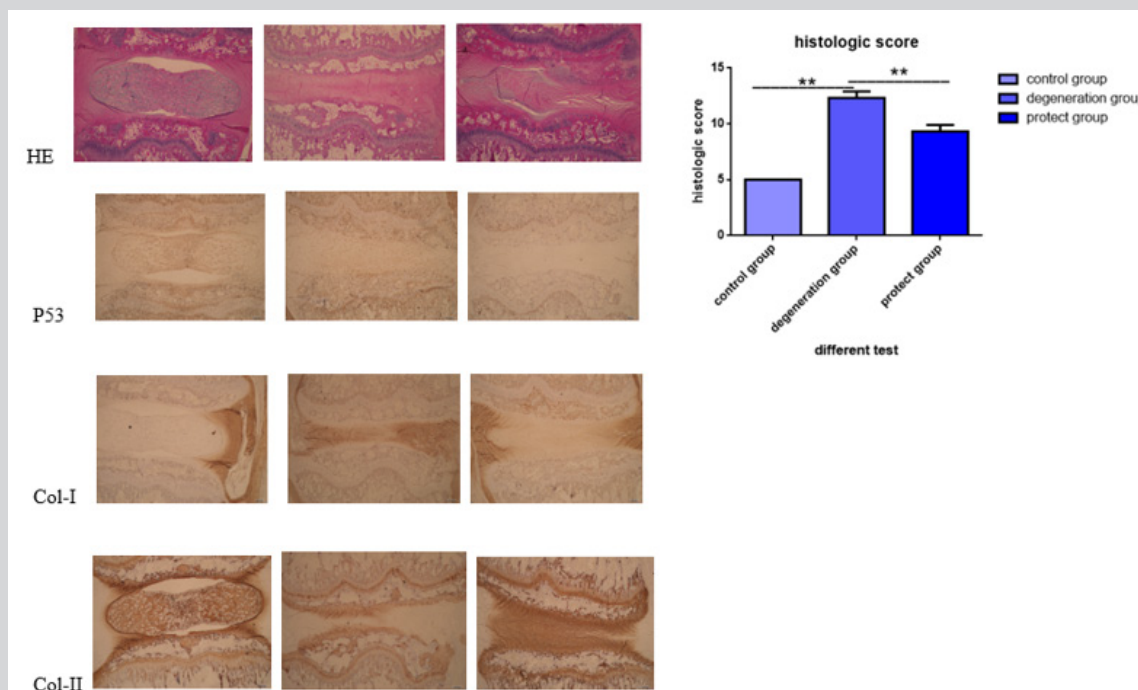 HE
P53
Col-I
Col-II
histologic score
**
**
15
10
5
0
histologic score
control group
degeneration group
protect group
different test
control group
degeneration group
protect group